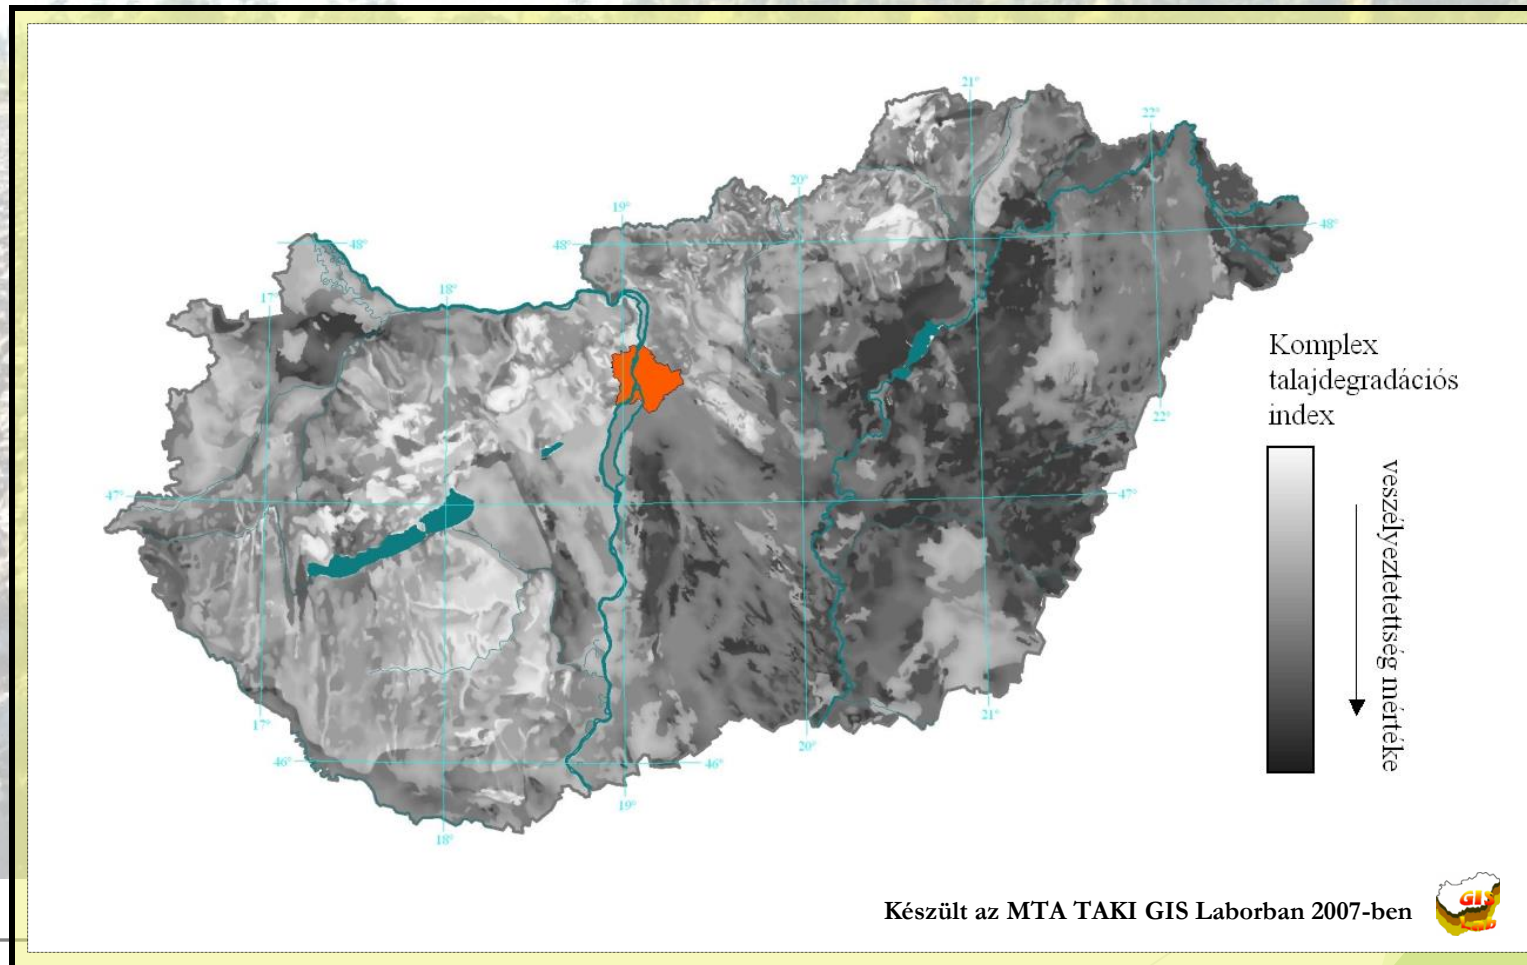 21°
22°
20°
19°
48°
48°
48°
18°
17°
Komplex
talajdegradációs
index
22°
veszélyeztetettség mértéke
47°
47°
21°
17°
20°
46°
46°
19°
18°
Készült az MTA TAKI GIS Laborban 2007-ben
GIS
LAB